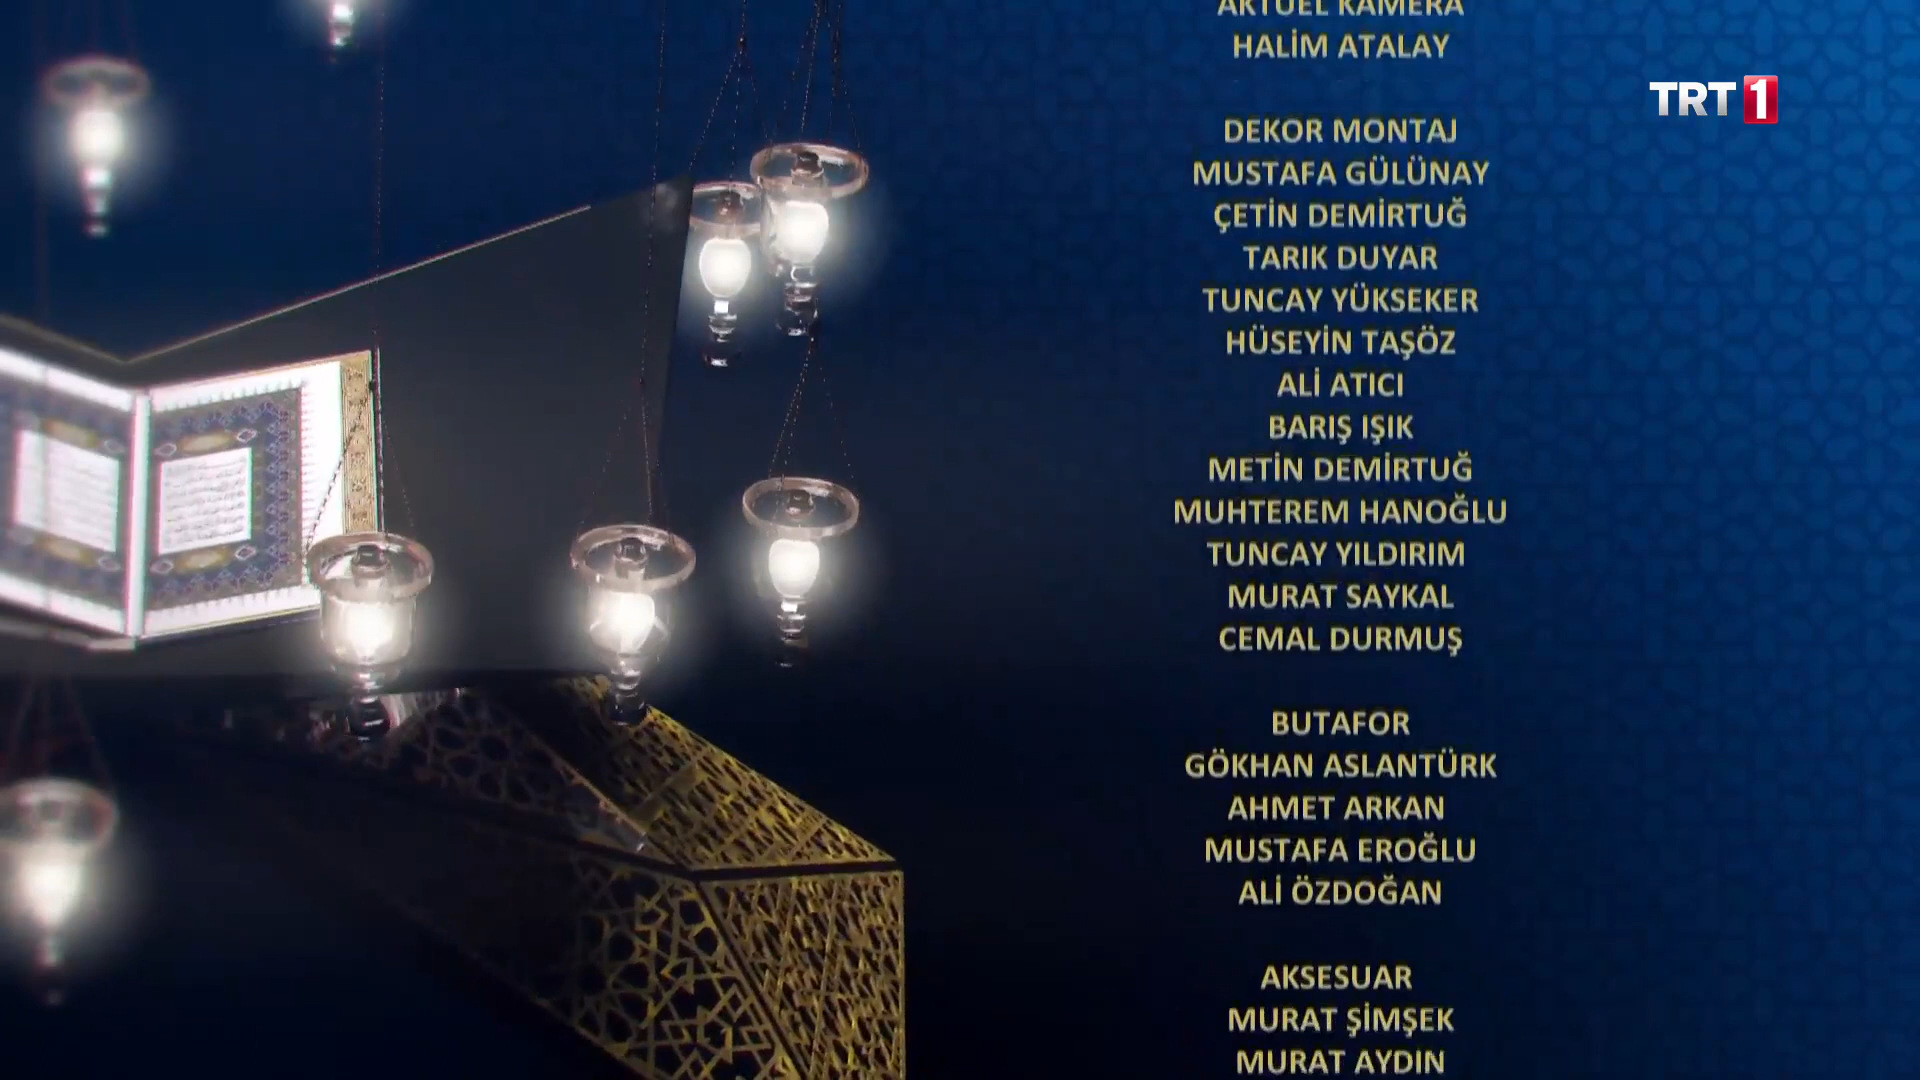 AKTÜEL KAMERA
HALİM ATALAY
TRT 1
DEKOR MONTAJ
MUSTAFA GÜLÜNAY
ÇETİN DEMİRTUĞ
TARIK DUYAR
TUNCAY YÜKSEKER
HÜSEYİN TAŞÖZ
ALİ ATICI
BARIŞ IŞIK
METİN DEMİRTUĞ
MUHTEREM HANOĞLU
TUNCAY YILDIRIM
MURAT SAYKAL
CEMAL DURMUŞ
BUTAFOR
GÖKHAN ASLANTÜRK
AHMET ARKAN
MUSTAFA EROĞLU
ALİ ÖZDOĞAN
AKSESUAR
MURAT ŞİMŞEK
MURAT AYDIN